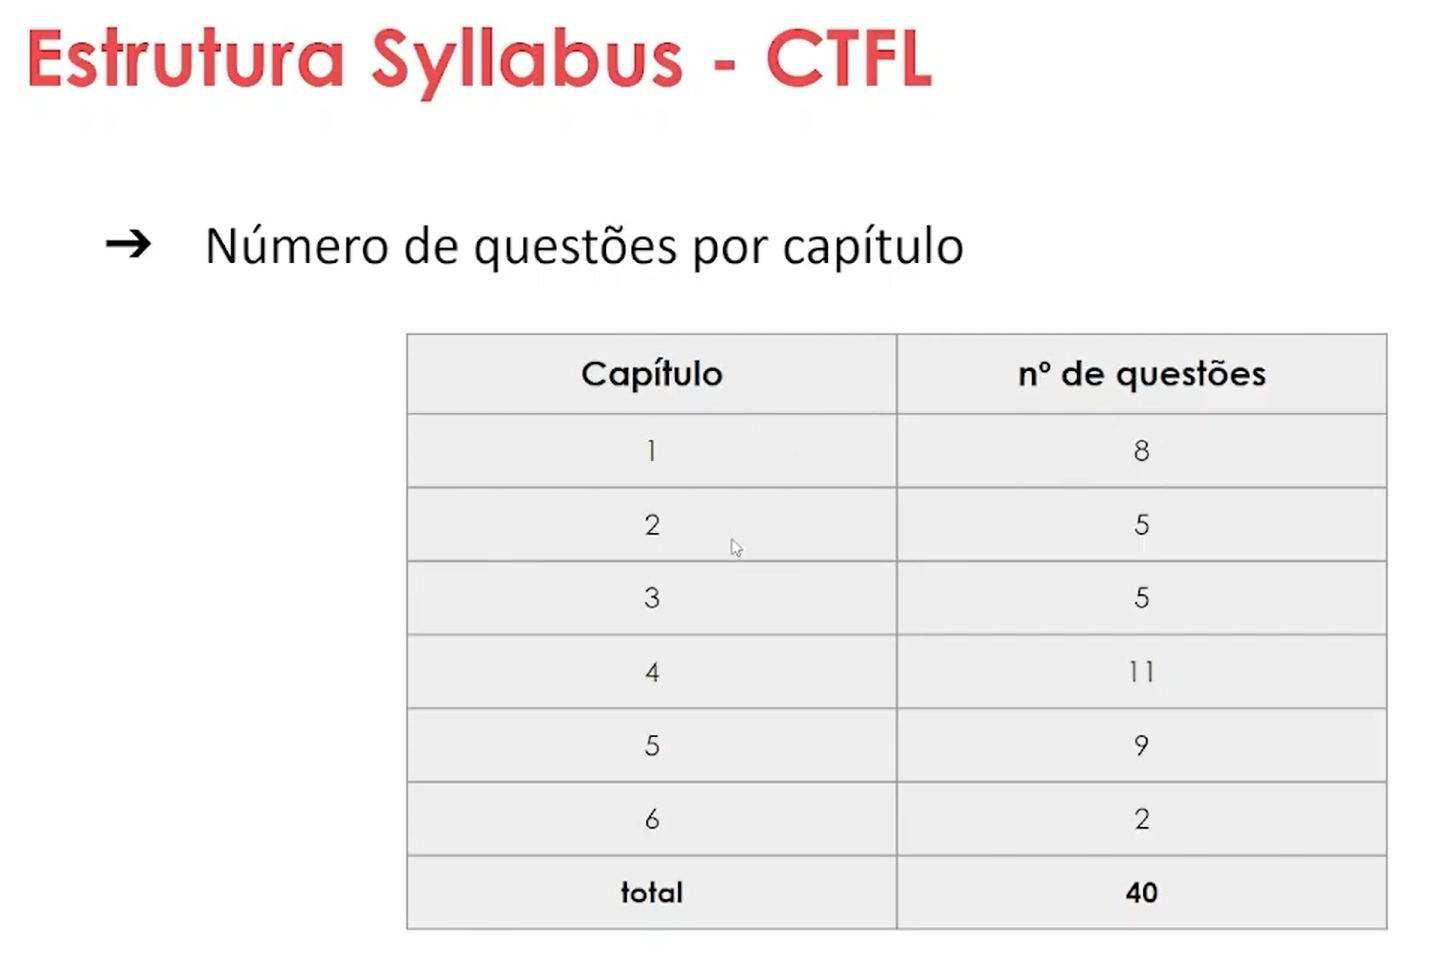 Estrutura Syllabus - CTFL
➔ Número de questões por capítulo
Capítulo nº de questões
1 8
2 5
3 5
4 11
5 9
6 2
total 40